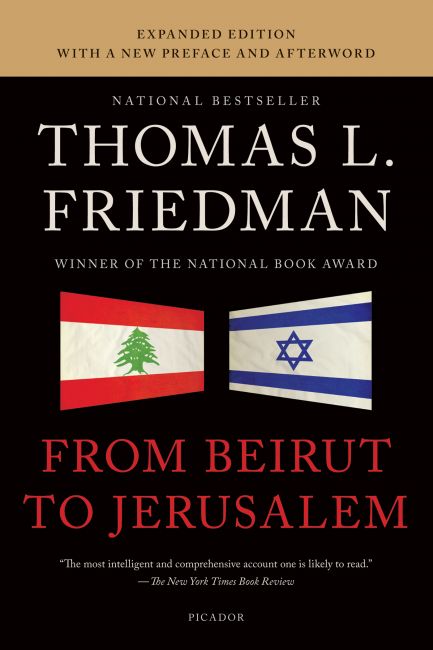 EXPANDED EDITION
WITH A NEW PREFACE AND AFTERWORD
NATIONAL BESTSELLER
THOMAS L.
FRIEDMAN
WINNER OF THE NATIONAL BOOK AWARD
FROM BEIRUT
TO JERUSALEM
“The most intelligent and comprehensive account one is likely to read.”
—The New York Times Book Review
PICADOR